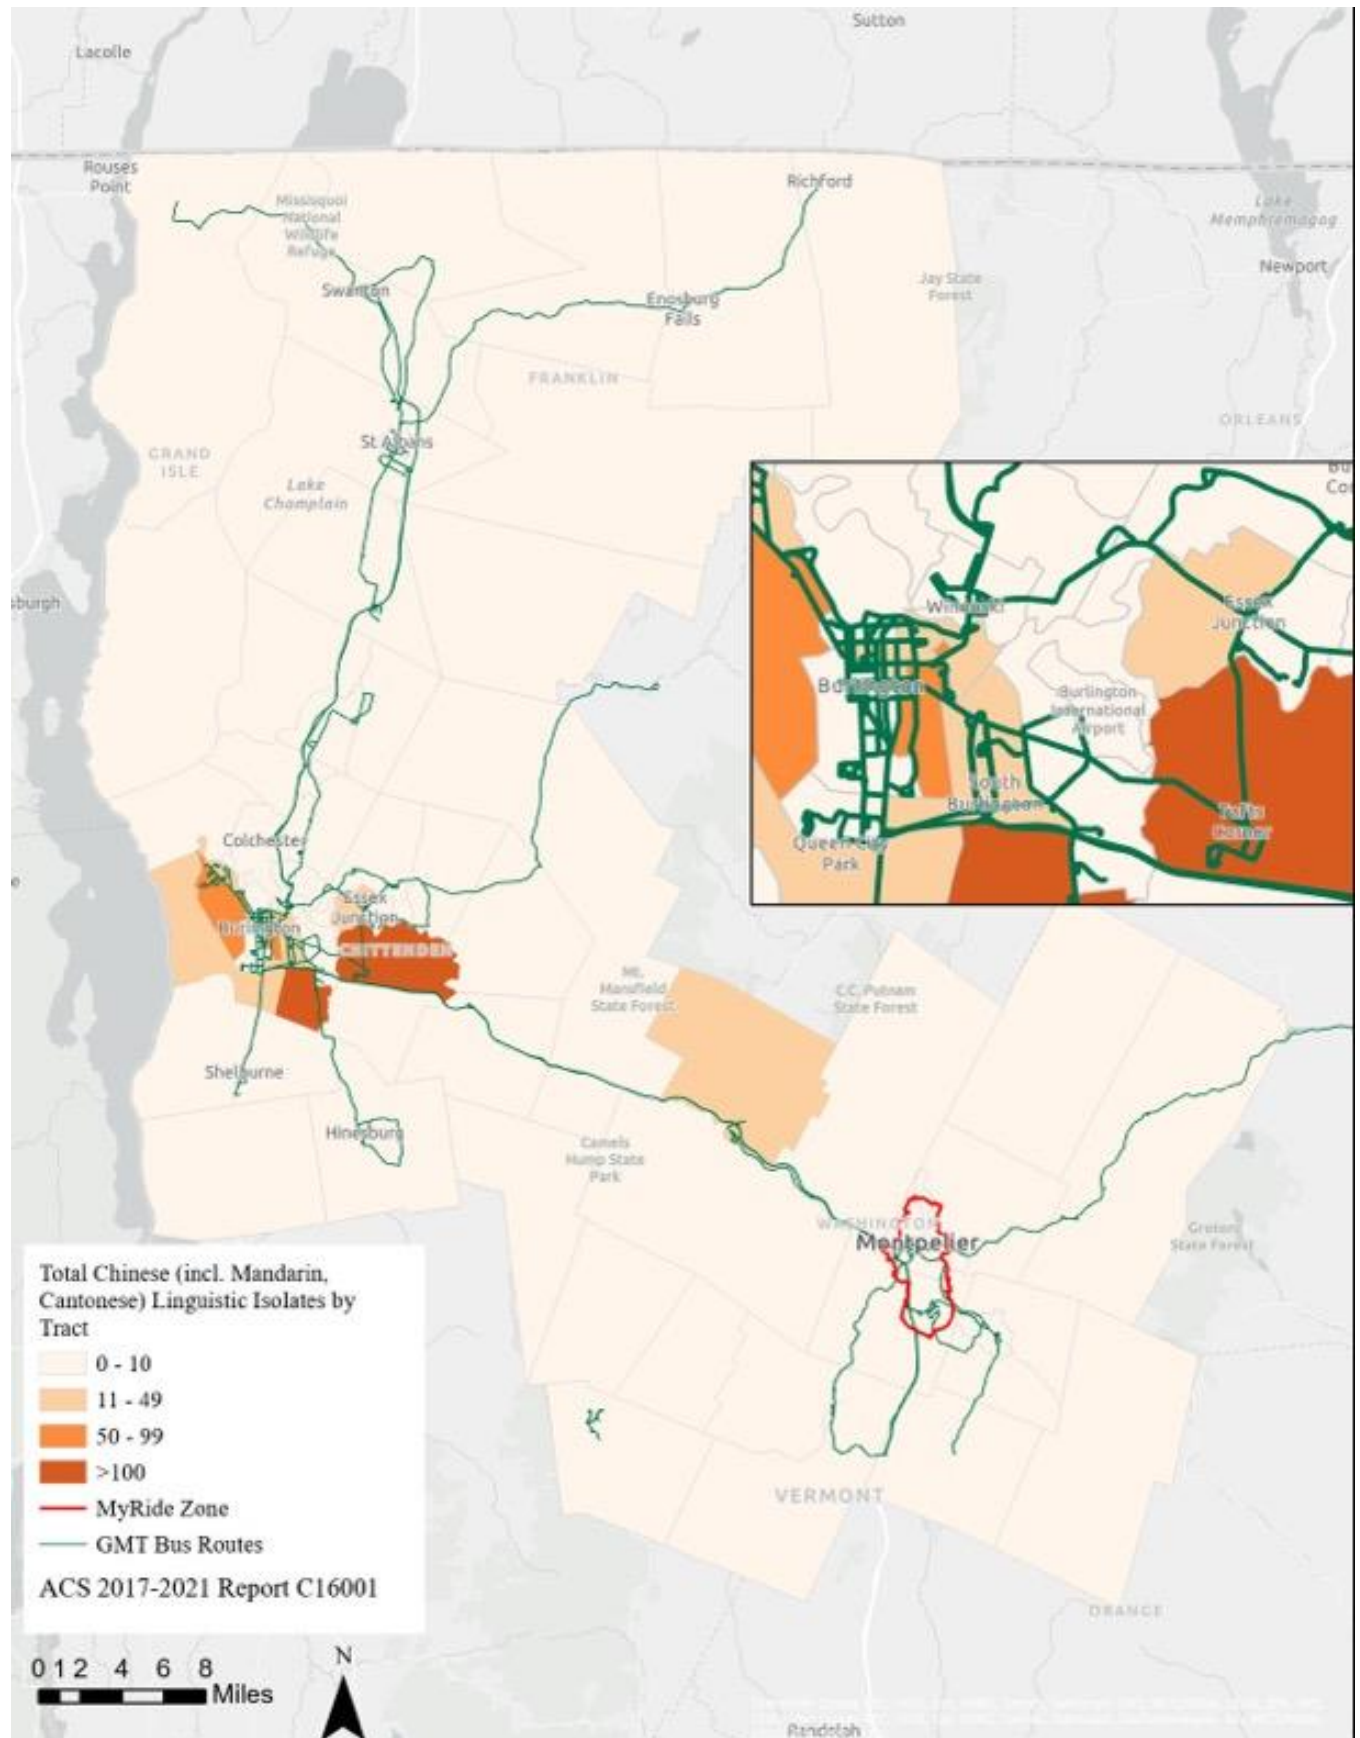 Sutton
Lacolle
Rouses
Point
Richford
Missisquoi
National
Wildlife
Refuge
Lake
Memphremagog
Newport
Jay State
Forest
Swanton
Enosburg
Falls
FRANKLIN
ORLEANS
St Albans
GRAND
ISLE
Lake
Champlain
sburgh
Winooski
Essex
Junction
Burlington
Burlington
International
Airport
South
Burlington
Tafts
Corner
Queen City
Park
Colchester
Essex
Junction
Burlington
CHITTENDEN
Mt.
Mansfield
State Forest
C.C. Putnam
State Forest
Shelburne
Hinesburg
Camels
Hump State
Park
WASHINGTON
Montpelier
Groton
State Forest
VERMONT
ORANGE
Randolph
Total Chinese (incl. Mandarin,
Cantonese) Linguistic Isolates by
Tract
0 - 10
11 - 49
50 - 99
>100
MyRide Zone
GMT Bus Routes
ACS 2017-2021 Report C16001
0 1 2 4 6 8
Miles
N